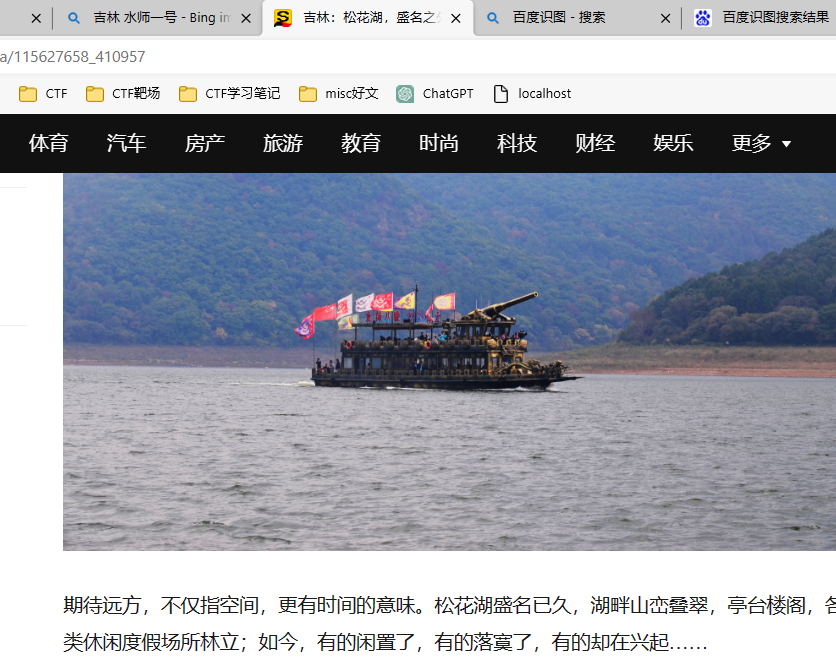 吉林 水师一号 - Bing in
吉林：松花湖，盛名之
百度识图 - 搜索
百度识图搜索结果
a/115627658_410957
CTF
CTF靶场
CTF学习笔记
misc好文
ChatGPT
localhost
体育 汽车 房产 旅游 教育 时尚 科技 财经 娱乐 更多
期待远方，不仅指空间，更有时间的意味。松花湖盛名已久，湖畔山峦叠翠，亭台楼阁，各
类休闲度假场所林立；如今，有的闲置了，有的落寞了，有的却在兴起……